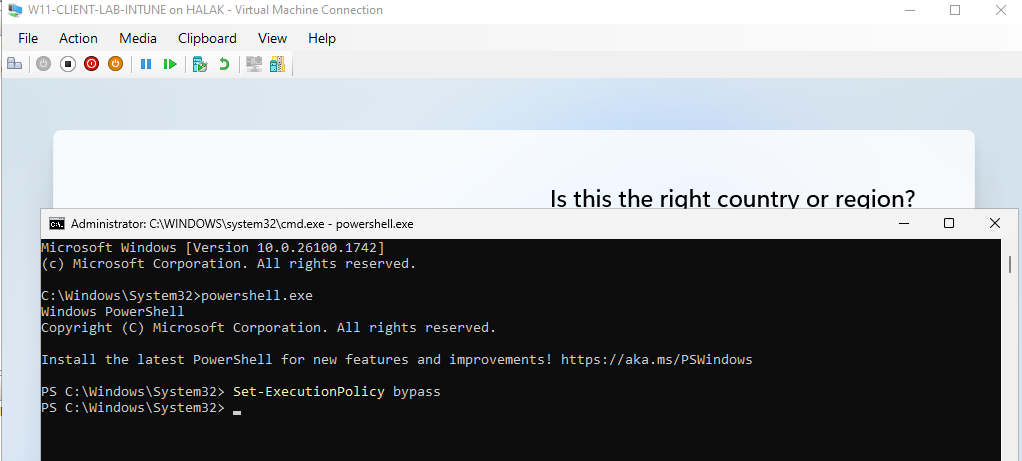 W11-CLIENT-LAB-INTUNE on HALAK - Virtual Machine Connection
File Action Media Clipboard View Help
Is this the right country or region?
Administrator: C:\WINDOWS\system32\cmd.exe - powershell.exe
Microsoft Windows [Version 10.0.26100.1742]
(c) Microsoft Corporation. All rights reserved.
C:\Windows\System32>powershell.exe
Windows PowerShell
Copyright (C) Microsoft Corporation. All rights reserved.
Install the latest PowerShell for new features and improvements! https://aka.ms/PSWindows
PS C:\Windows\System32> Set-ExecutionPolicy bypass
PS C:\Windows\System32> _